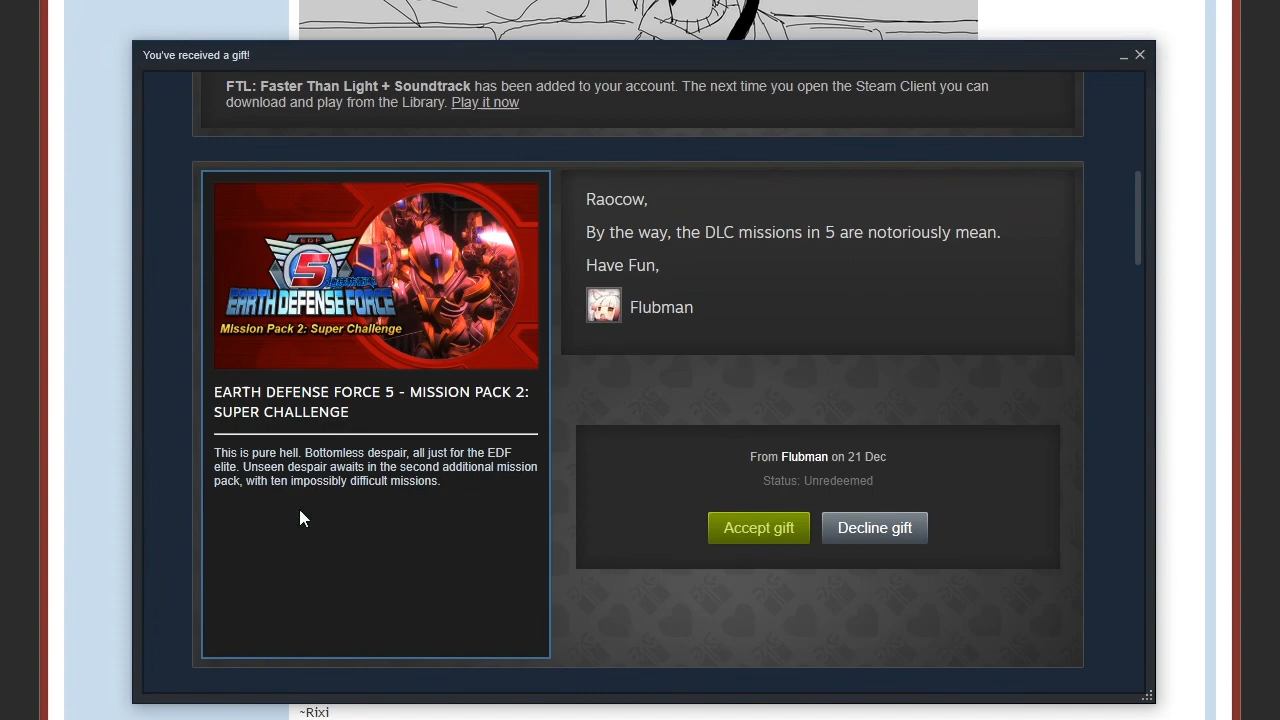 You've received a gift!
FTL: Faster Than Light + Soundtrack has been added to your account. The next time you open the Steam Client you can
download and play from the Library. Play it now
EDF
5
EARTH DEFENSE FORCE
Mission Pack 2: Super Challenge
EARTH DEFENSE FORCE 5 - MISSION PACK 2:
SUPER CHALLENGE
This is pure hell. Bottomless despair, all just for the EDF
elite. Unseen despair awaits in the second additional mission
pack, with ten impossibly difficult missions.
Raocow,
By the way, the DLC missions in 5 are notoriously mean.
Have Fun,
Flubman
From Flubman on 21 Dec
Status: Unredeemed
Accept gift Decline gift
~Rixi